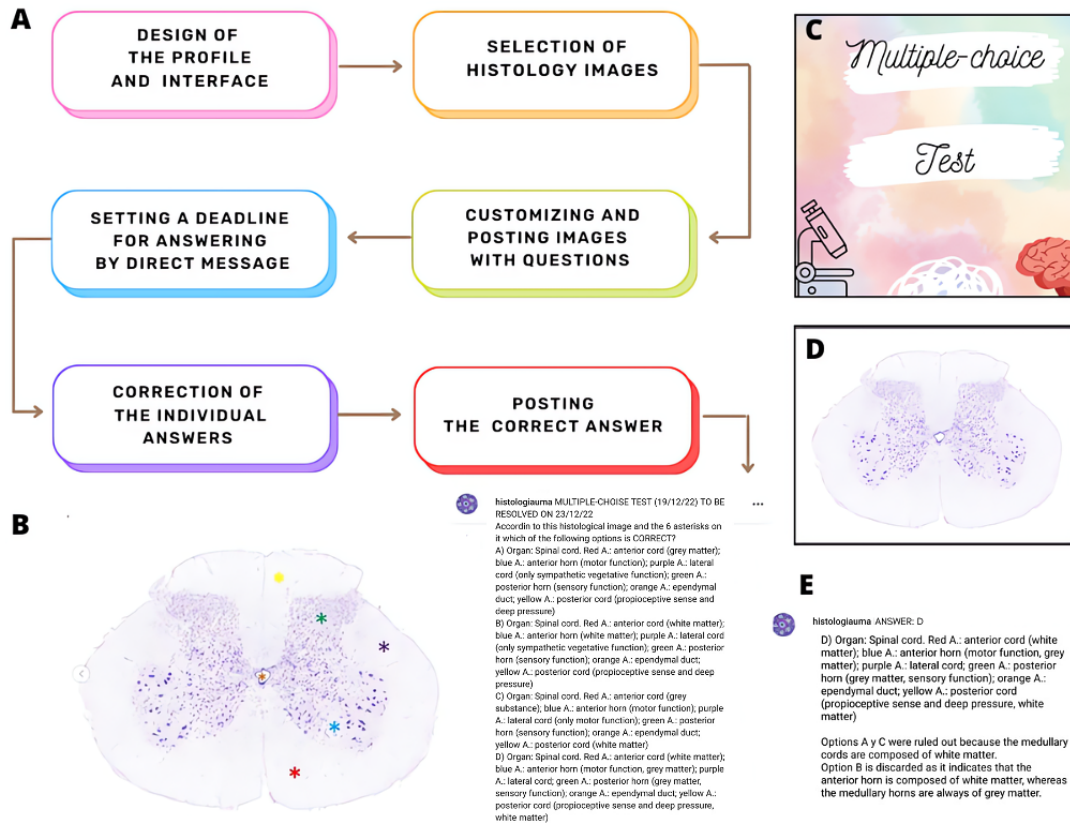 A
DESIGN OF
THE PROFILE
AND INTERFACE
SELECTION OF
HISTOLOGY IMAGES
SETTING A DEADLINE
FOR ANSWERING
BY DIRECT MESSAGE
CUSTOMIZING AND
POSTING IMAGES
WITH QUESTIONS
CORRECTION OF
THE INDIVIDUAL
ANSWERS
POSTING
THE CORRECT ANSWER
B
histologiauma MULTIPLE-CHOISE TEST (19/12/22) TO BE
RESOLVED ON 23/12/22
Accordin to this histological image and the 6 asterisks on
it which of the following options is CORRECT?
A) Organ: Spinal cord. Red A.: anterior cord (grey matter);
blue A.: anterior horn (motor function); purple A.: lateral
cord (only sympathetic vegetative function); green A.:
posterior horn (sensory function); orange A.: ependymal
duct; yellow A.: posterior cord (propioceptive sense and
deep pressure)
B) Organ: Spinal cord. Red A.: anterior cord (white matter);
blue A.: anterior horn (white matter); purple A.: lateral cord
(only sympathetic vegetative function); green A.: posterior
horn (sensory function); orange A.: ependymal duct;
yellow A.: posterior cord (propioceptive sense and deep
pressure)
C) Organ: Spinal cord. Red A.: anterior cord (grey
substance); blue A.: anterior horn (motor function); purple
A.: lateral cord (only motor function); green A.: posterior
horn (sensory function); orange A.: ependymal duct;
yellow A.: posterior cord (white matter)
D) Organ: Spinal cord. Red A.: anterior cord (white matter);
blue A.: anterior horn (motor function, grey matter); purple
A.: lateral cord; green A.: posterior horn (grey matter,
sensory function); orange A.: ependymal duct; yellow A.:
posterior cord (propioceptive sense and deep pressure,
white matter)
C
Multiple-choice
Test
D
E
histologiauma ANSWER: D
D) Organ: Spinal cord. Red A.: anterior cord (white
matter); blue A.: anterior horn (motor function, grey
matter); purple A.: lateral cord; green A.: posterior
horn (grey matter, sensory function); orange A.:
ependymal duct; yellow A.: posterior cord
(propioceptive sense and deep pressure, white
matter)
Options A y C were ruled out because the medullary
cords are composed of white matter.
Option B is discarded as it indicates that the
anterior horn is composed of white matter, whereas
the medullary horns are always of grey matter.